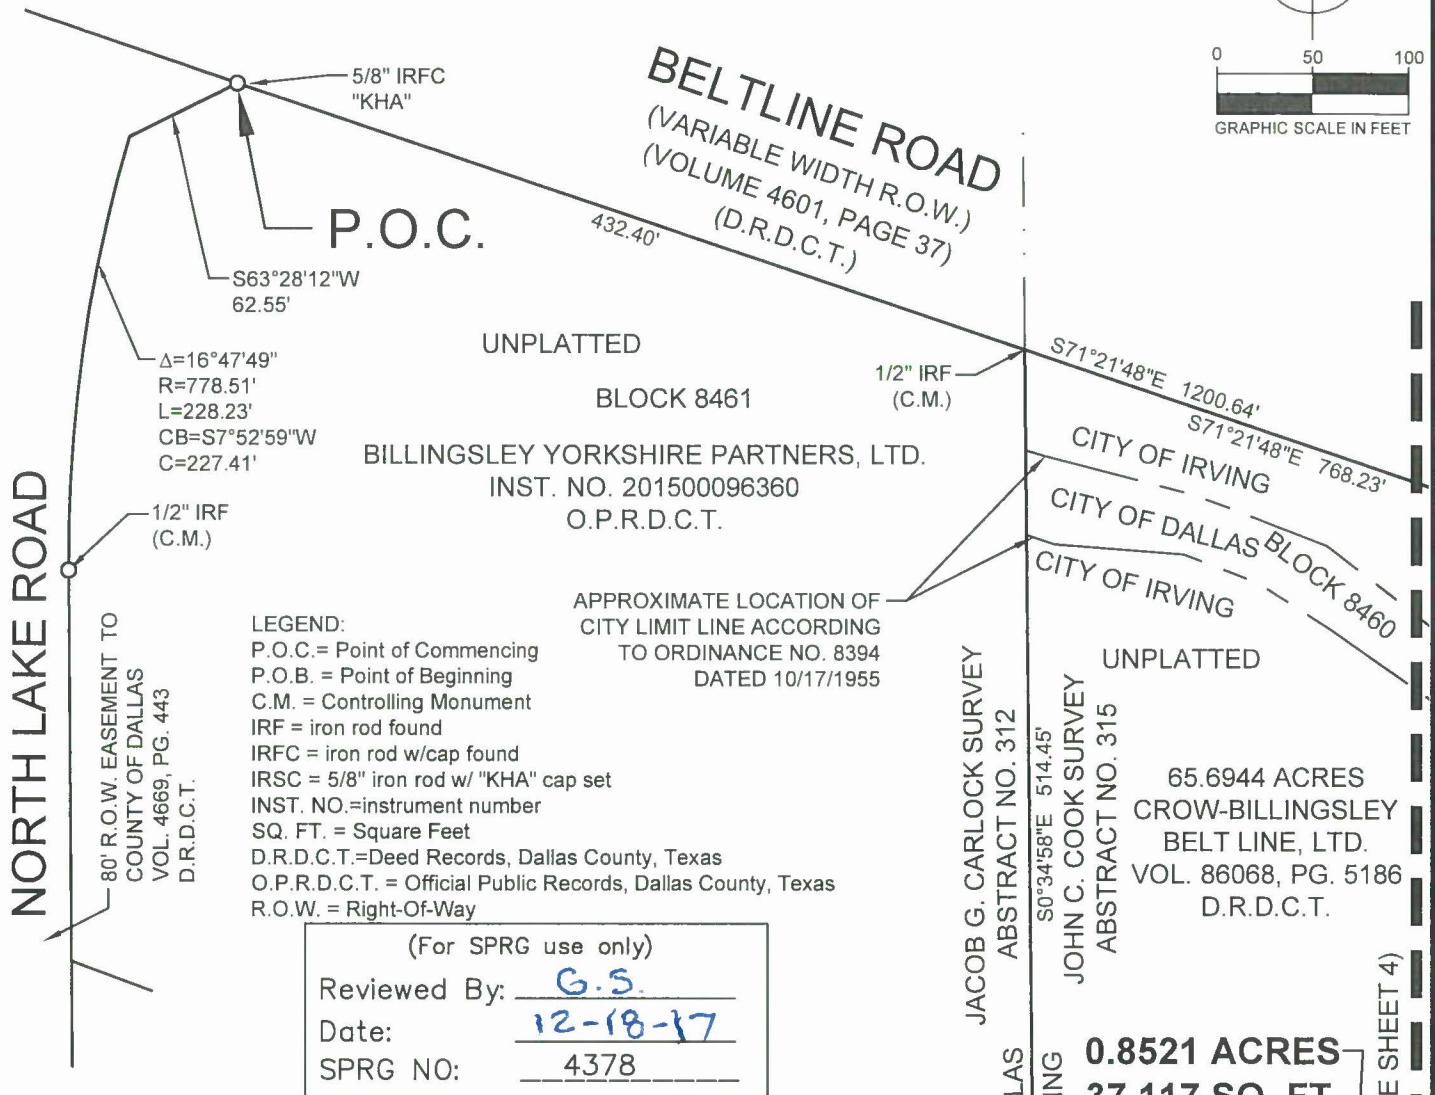 0 50 100
GRAPHIC SCALE IN FEET
5/8" IRFC
"KHA"
P.O.C.
BELTLINE ROAD
(VARIABLE WIDTH R.O.W.)
(VOLUME 4601, PAGE 37)
(D.R.D.C.T.)
432.40'
S63°28'12"W
62.55'
Δ=16°47'49"
R=778.51'
L=228.23'
CB=S7°52'59"W
C=227.41'
UNPLATTED
BLOCK 8461
BILLINGSLEY YORKSHIRE PARTNERS, LTD.
INST. NO. 201500096360
O.P.R.D.C.T.
1/2" IRF
(C.M.)
S71°21'48"E 1200.64'
S71°21'48"E 768.23'
CITY OF IRVING
CITY OF DALLAS
BLOCK 8460
CITY OF IRVING
UNPLATTED
1/2" IRF
(C.M.)
NORTH LAKE ROAD
80' R.O.W. EASEMENT TO
COUNTY OF DALLAS
VOL. 4669, PG. 443
D.R.D.C.T.
APPROXIMATE LOCATION OF
CITY LIMIT LINE ACCORDING
TO ORDINANCE NO. 8394
DATED 10/17/1955
LEGEND:
P.O.C.= Point of Commencing
P.O.B. = Point of Beginning
C.M. = Controlling Monument
IRF = iron rod found
IRFC = iron rod w/cap found
IRSC = 5/8" iron rod w/ "KHA" cap set
INST. NO.=instrument number
SQ. FT. = Square Feet
D.R.D.C.T.=Deed Records, Dallas County, Texas
O.P.R.D.C.T. = Official Public Records, Dallas County, Texas
R.O.W. = Right-Of-Way
JACOB G. CARLOCK SURVEY
ABSTRACT NO. 312
S0°34'58"E 514.45'
JOHN C. COOK SURVEY
ABSTRACT NO. 315
65.6944 ACRES
CROW-BILLINGSLEY
BELT LINE, LTD.
VOL. 86068, PG. 5186
D.R.D.C.T.
(For SPRG use only)
Reviewed By: G.S.
Date: 12-18-17
SPRG NO: 4378
LAS
ING
0.8521 ACRES
37,117 SQ. FT.
E SHEET 4)